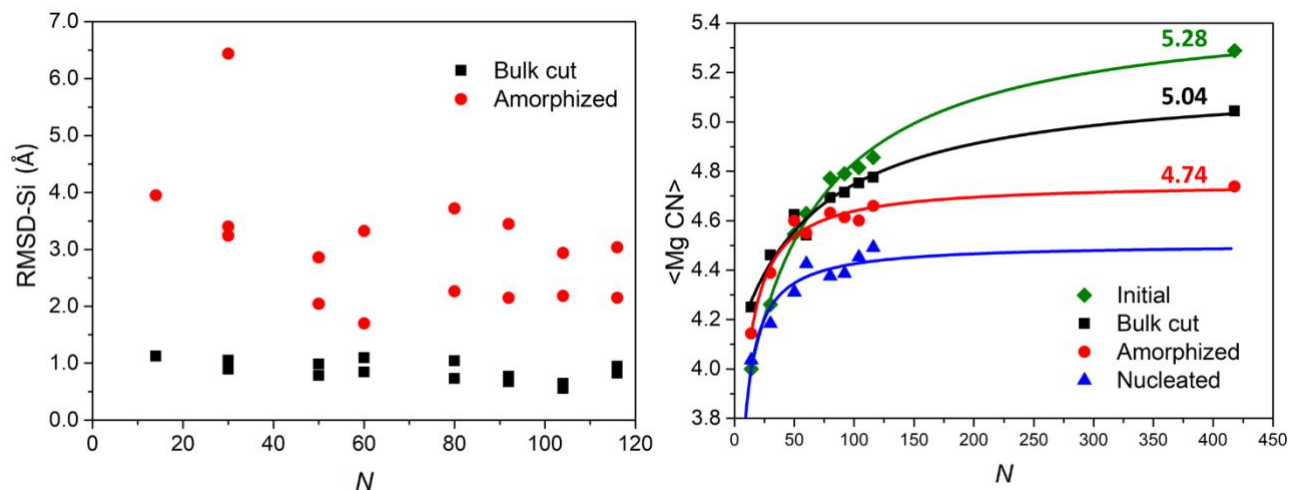 7.0
6.0
5.0
4.0
3.0
2.0
1.0
0.0
RMSD-Si (Å)
Bulk cut
Amorphized
0 20 40 60 80 100 120
N
5.4
5.2
5.0
4.8
4.6
4.4
4.2
4.0
3.8
<Mg CN>
5.28
5.04
4.74
Initial
Bulk cut
Amorphized
Nucleated
0 50 100 150 200 250 300 350 400 450
N